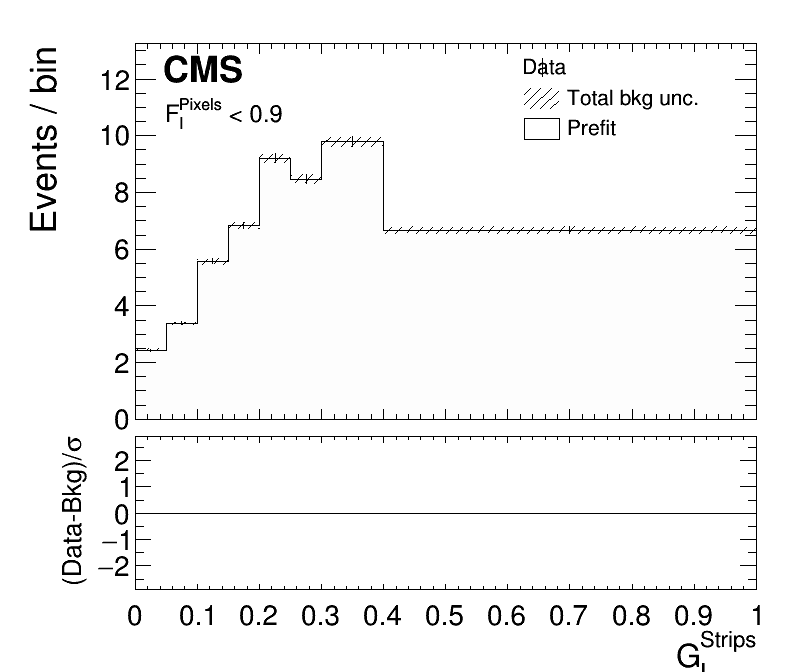 CMS
F_I^Pixels < 0.9
Data
Total bkg unc.
Prefit
Events / bin
12
10
8
6
4
2
0
(Data-Bkg)/σ
2
1
0
−1
−2
0 0.1 0.2 0.3 0.4 0.5 0.6 0.7 0.8 0.9 1
G_I^Strips